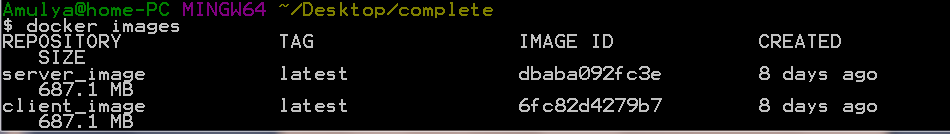 Amulya@home-PC MINGW64 ~/Desktop/complete
$ docker images
REPOSITORY TAG IMAGE ID CREATED
SIZE
server_image latest dbaba092fc3e 8 days ago
687.1 MB
client_image latest 6fc82d4279b7 8 days ago
687.1 MB